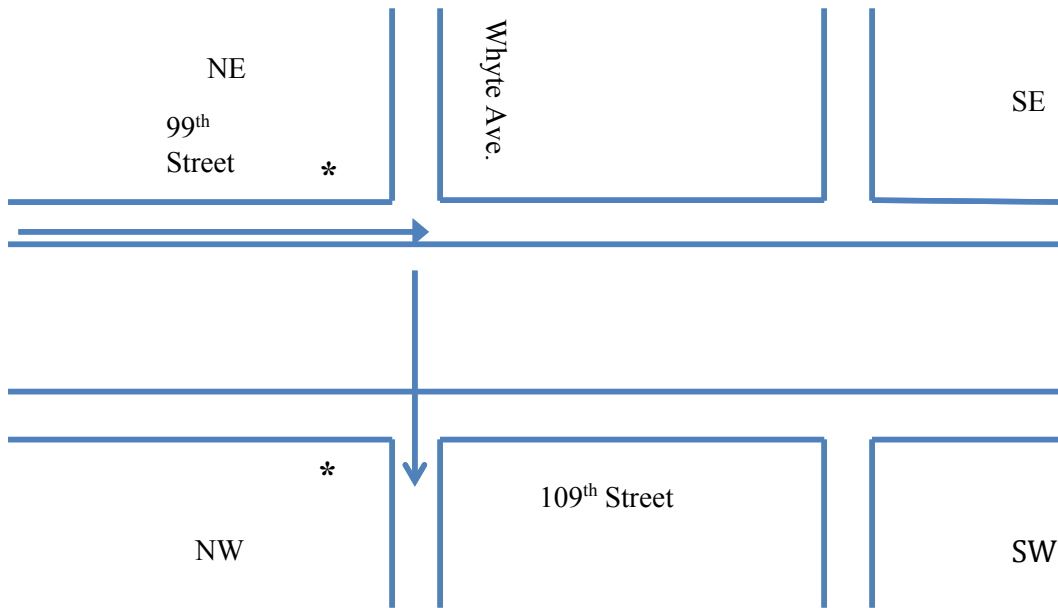 NE
99th
Street
*
Whyte Ave.
SE
*
109th Street
NW
SW